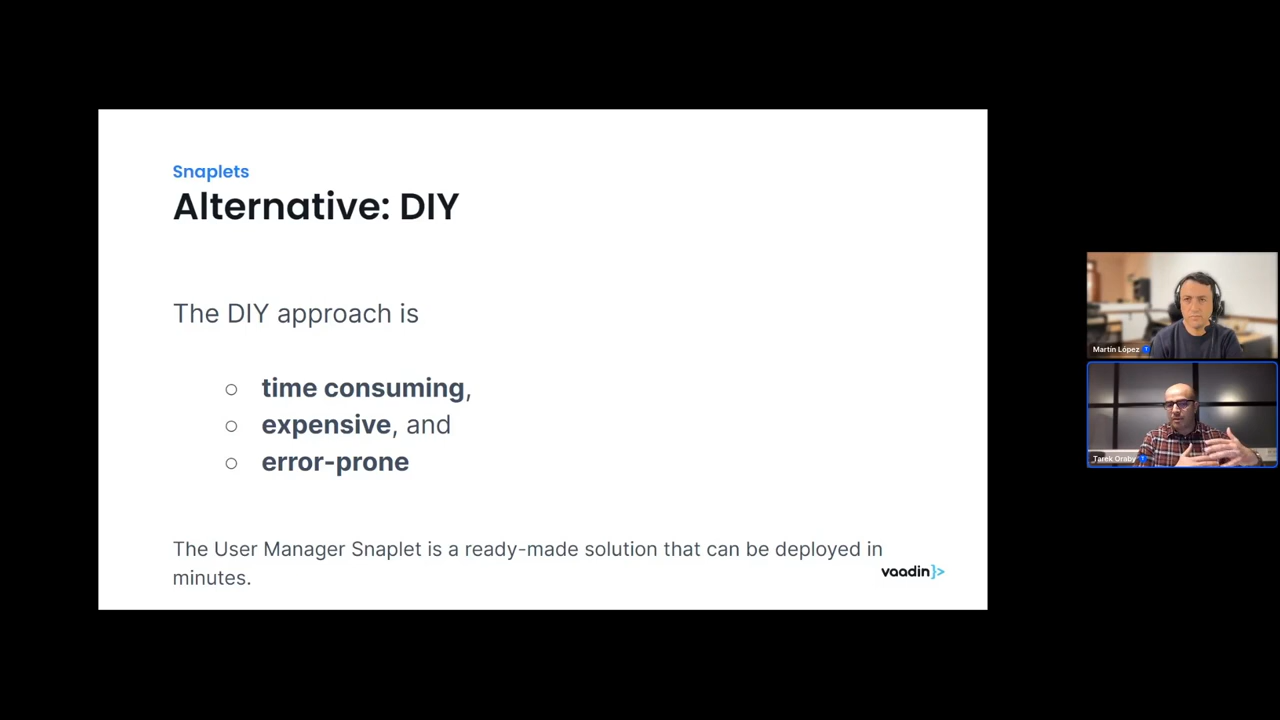 Snaplets
Alternative: DIY
The DIY approach is
○ time consuming,
○ expensive, and
○ error-prone
The User Manager Snaplet is a ready-made solution that can be deployed in
minutes.
vaadin}>
Martín López
Tarek Oraby